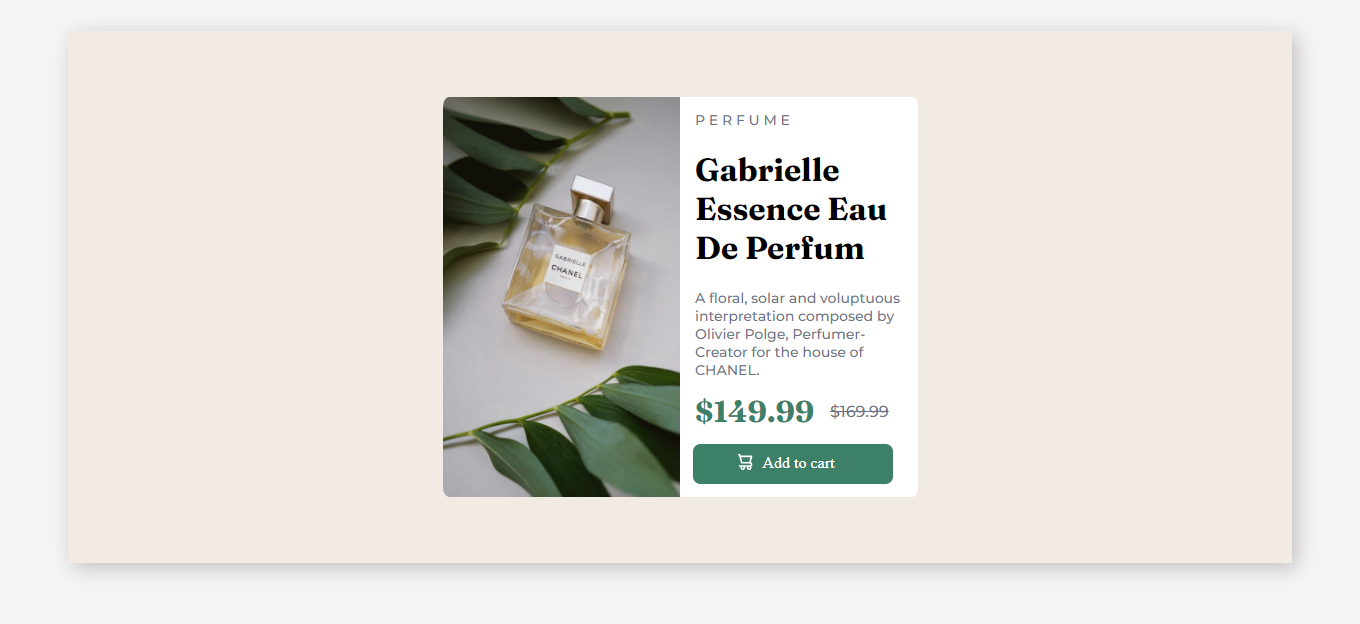 PERFUME
Gabrielle
Essence Eau
De Perfum
A floral, solar and voluptuous
interpretation composed by
Olivier Polge, Perfumer-
Creator for the house of
CHANEL.
$149.99 $169.99
Add to cart
GABRIELLE
CHANEL
PARIS